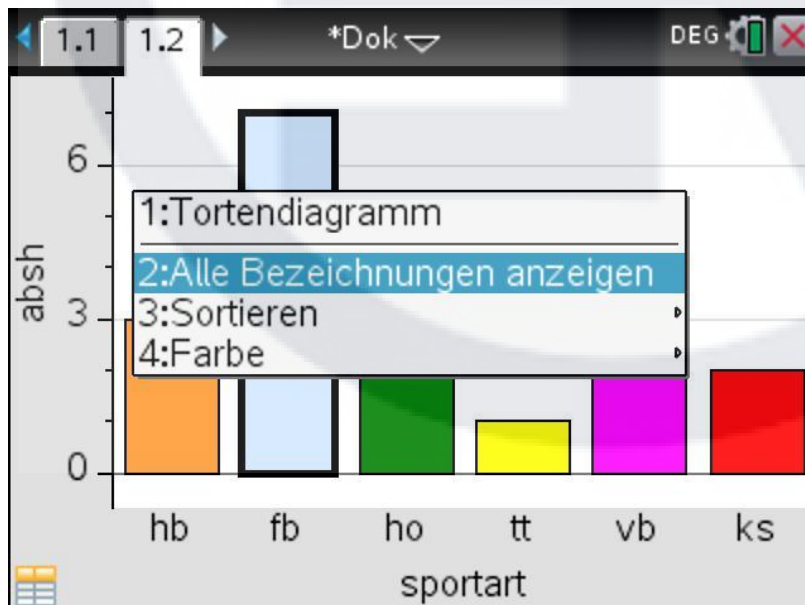 1.1 1.2 *Dok DEG
6
1:Tortendiagramm
2:Alle Bezeichnungen anzeigen
absh
3
3:Sortieren
4:Farbe
0
hb fb ho tt vb ks
sportart